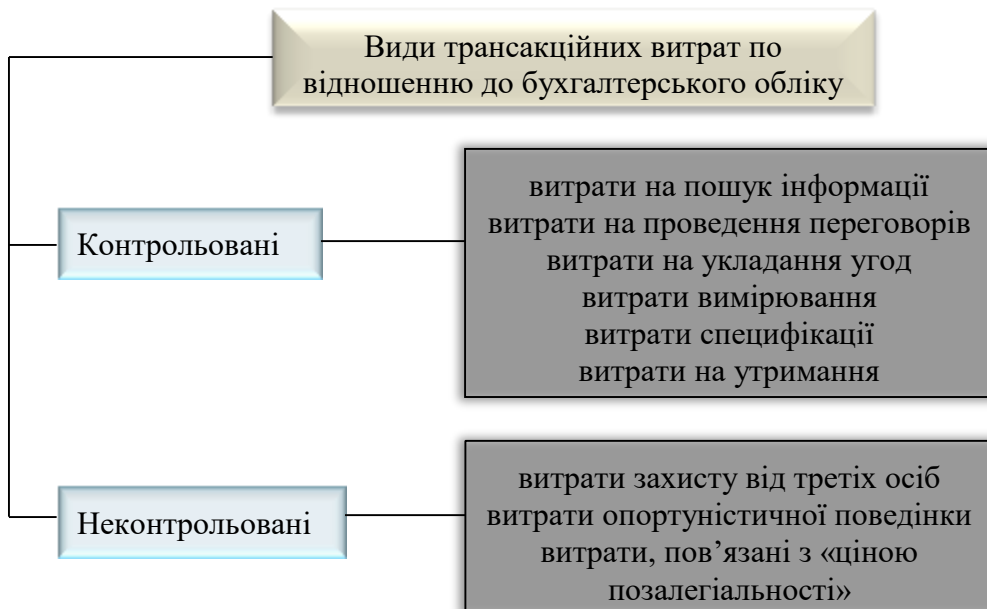 Види трансакційних витрат по
відношенню до бухгалтерського обліку
Контрольовані
витрати на пошук інформації
витрати на проведення переговорів
витрати на укладання угод
витрати вимірювання
витрати специфікації
витрати на утримання
Неконтрольовані
витрати захисту від третіх осіб
витрати опортуністичної поведінки
витрати, пов’язані з «ціною
позалегіальності»